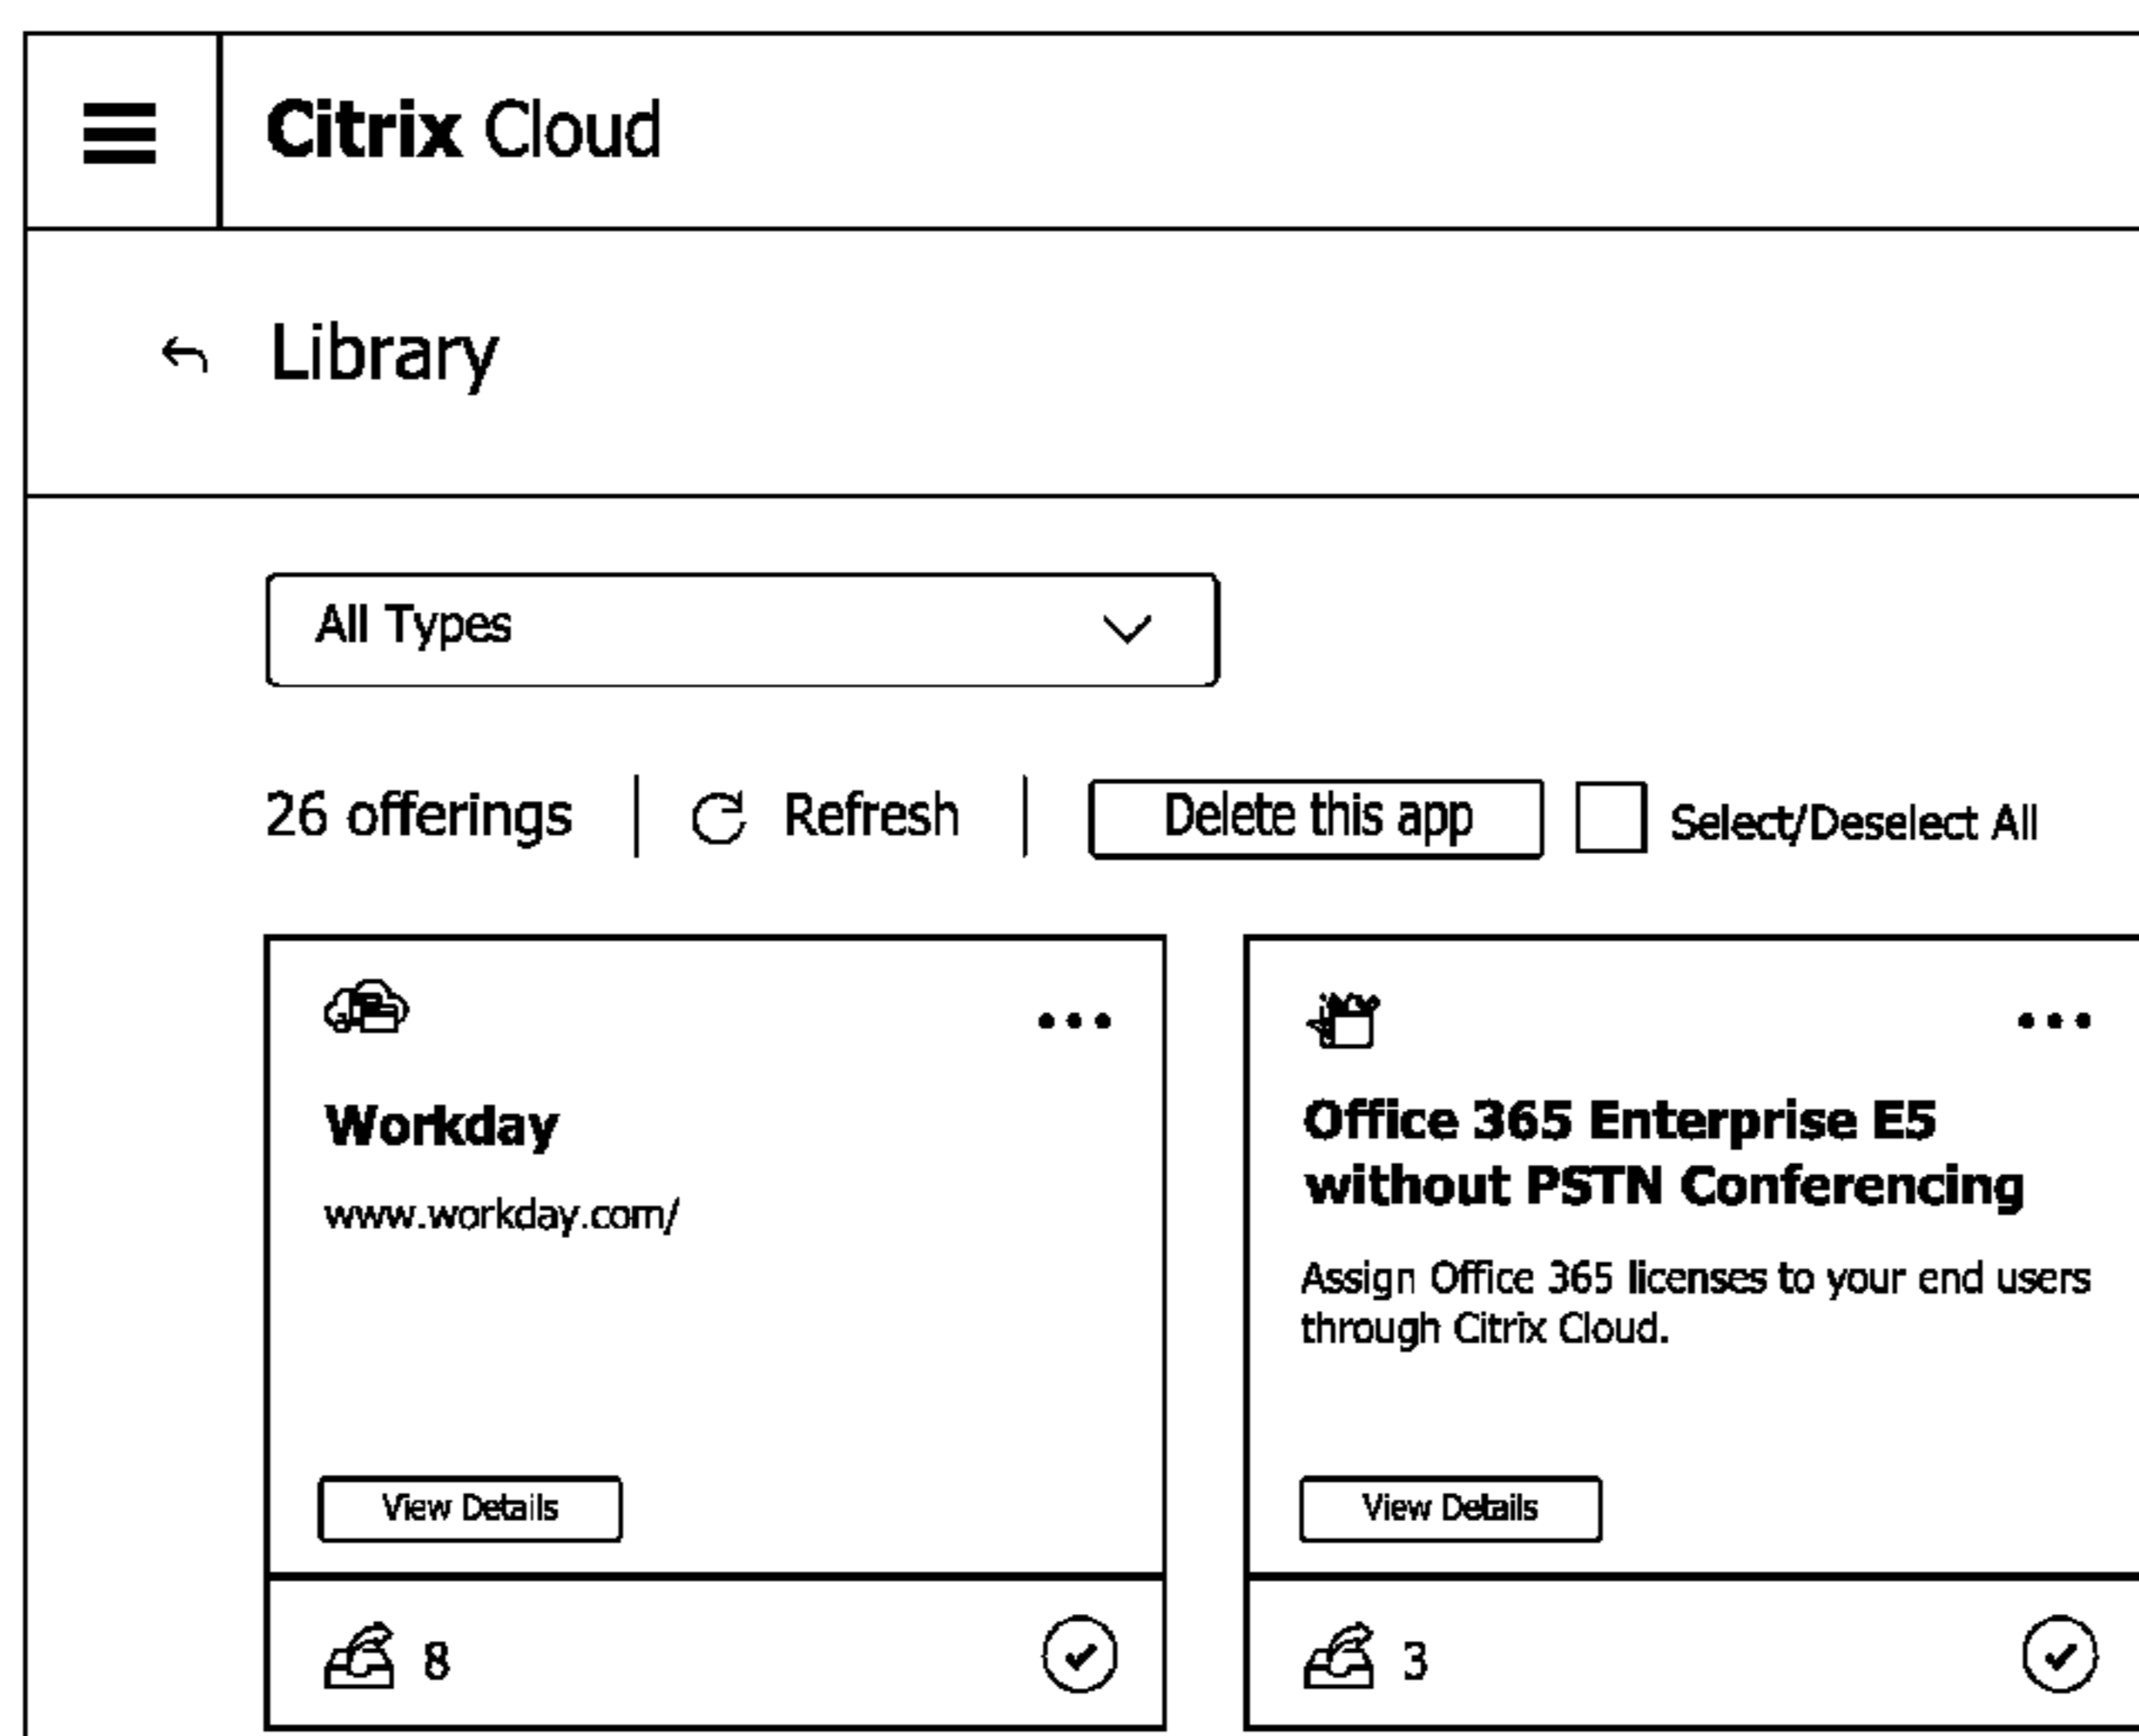 Citrix Cloud
Library
All Types
26 offerings Refresh Delete this app Select/Deselect All
Workday
www.workday.com/
View Details
8
Office 365 Enterprise E5
without PSTN Conferencing
Assign Office 365 licenses to your end users
through Citrix Cloud.
View Details
3